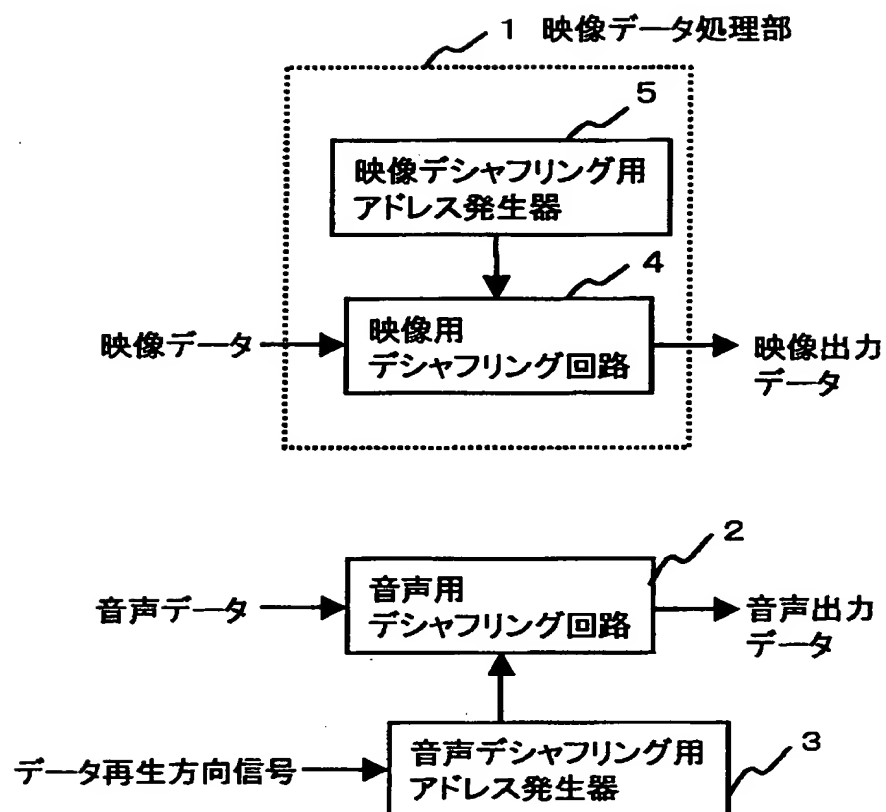 1 映像データ処理部
5
映像デシャフリング用
アドレス発生器
4
映像データ
映像用
デシャフリング回路
映像出力
データ
2
音声データ
音声用
デシャフリング回路
音声出力
データ
3
データ再生方向信号
音声デシャフリング用
アドレス発生器